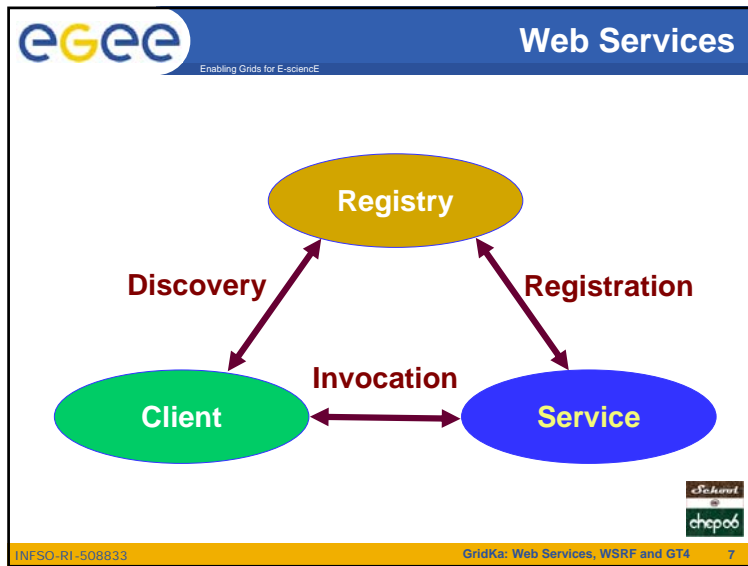 egee
Web Services
Enabling Grids for E-sciencE
Registry
Discovery
Registration
Invocation
Client
Service
School
@
chep06
INFSO-RI-508833
GridKa: Web Services, WSRF and GT4 7